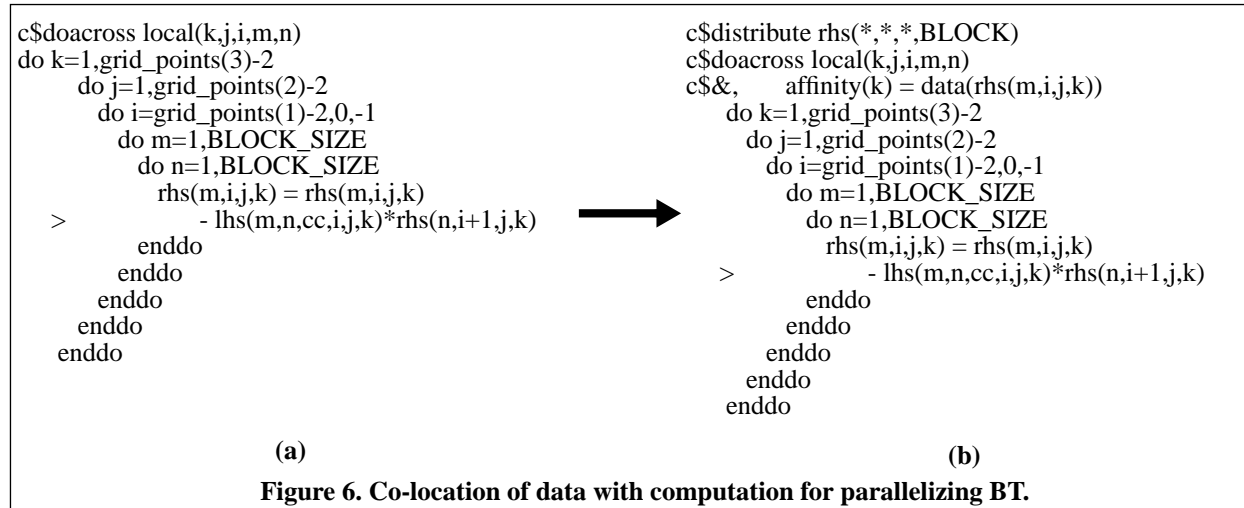 c$doacross local(k,j,i,m,n)
do k=1,grid_points(3)-2
do j=1,grid_points(2)-2
do i=grid_points(1)-2,0,-1
do m=1,BLOCK_SIZE
do n=1,BLOCK_SIZE
rhs(m,i,j,k) = rhs(m,i,j,k)
> - lhs(m,n,cc,i,j,k)*rhs(n,i+1,j,k)
enddo
enddo
enddo
enddo
enddo
(a)
c$distribute rhs(*,*,*,BLOCK)
c$doacross local(k,j,i,m,n)
c$&, affinity(k) = data(rhs(m,i,j,k))
do k=1,grid_points(3)-2
do j=1,grid_points(2)-2
do i=grid_points(1)-2,0,-1
do m=1,BLOCK_SIZE
do n=1,BLOCK_SIZE
rhs(m,i,j,k) = rhs(m,i,j,k)
> - lhs(m,n,cc,i,j,k)*rhs(n,i+1,j,k)
enddo
enddo
enddo
enddo
enddo
(b)
Figure 6. Co-location of data with computation for parallelizing BT.